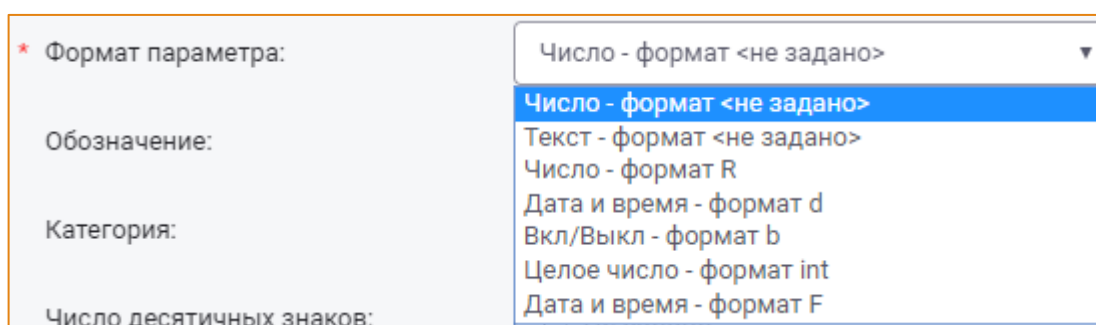 * Формат параметра:
Число - формат <не задано>
Число - формат <не задано>
Обозначение:
Текст - формат <не задано>
Число - формат R
Дата и время - формат d
Категория:
Вкл/Выкл - формат b
Целое число - формат int
Дата и время - формат F
Число десятичных знаков: